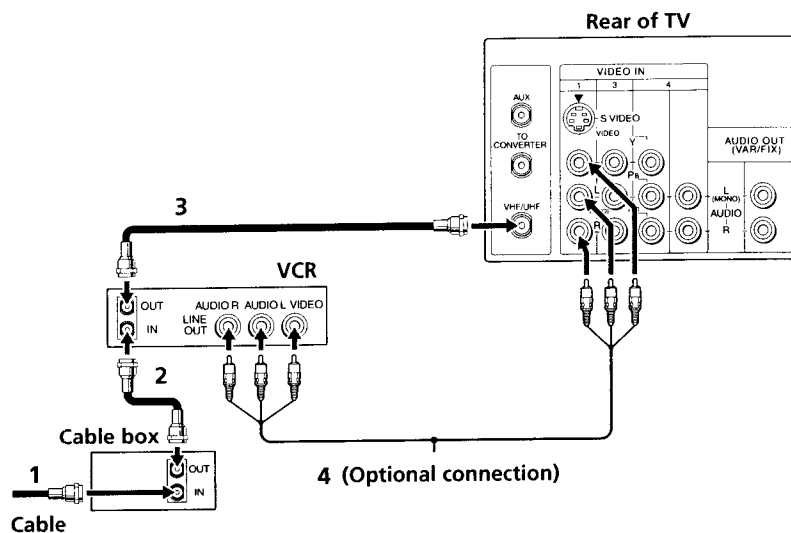 Rear of TV
VIDEO IN
1 3 4
AUX
S VIDEO
TO CONVERTER
VIDEO
Y
AUDIO OUT
(VAR/FIX)
PB
3
VHF/UHF
L
L
(MONO)
AUDIO
R
R
VCR
OUT
AUDIO R AUDIO L VIDEO
IN
LINE
OUT
2
Cable box
OUT
1
IN
4 (Optional connection)
Cable